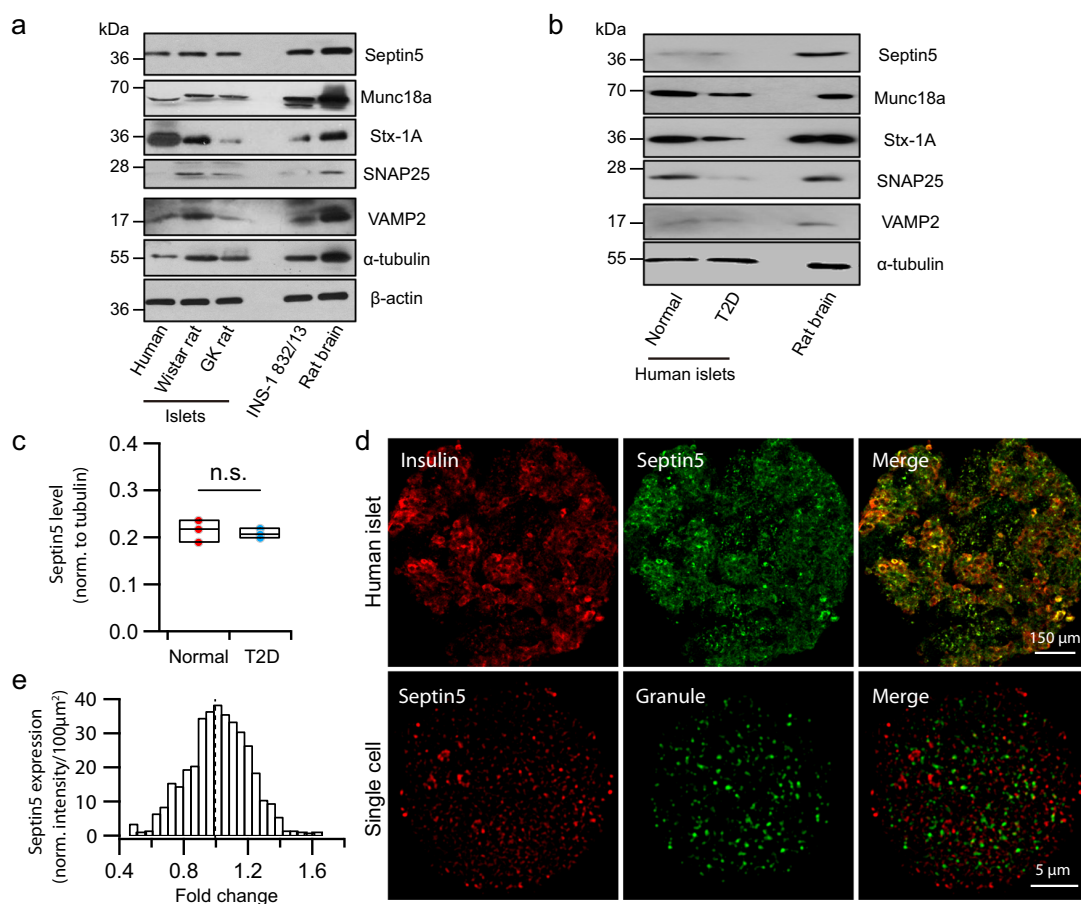 a
kDa
36
Septin5
70
Munc18a
36
Stx-1A
28
SNAP25
17
VAMP2
55
α-tubulin
36
β-actin
Human
Wistar rat
GK rat
INS-1 832/13
Rat brain
Islets
b
kDa
36
Septin5
70
Munc18a
36
Stx-1A
28
SNAP25
17
VAMP2
55
α-tubulin
Normal
T2D
Rat brain
Human islets
c
Septin5 level
(norm. to tubulin)
0.4
0.3
0.2
0.1
0.0
n.s.
Normal
T2D
d
Human islet
Insulin
Septin5
Merge
150 µm
Single cell
Septin5
Granule
Merge
5 µm
e
Septin5 expression
(norm. intensity/100µm²)
40
30
20
10
0
0.4
0.8
1.2
1.6
Fold change